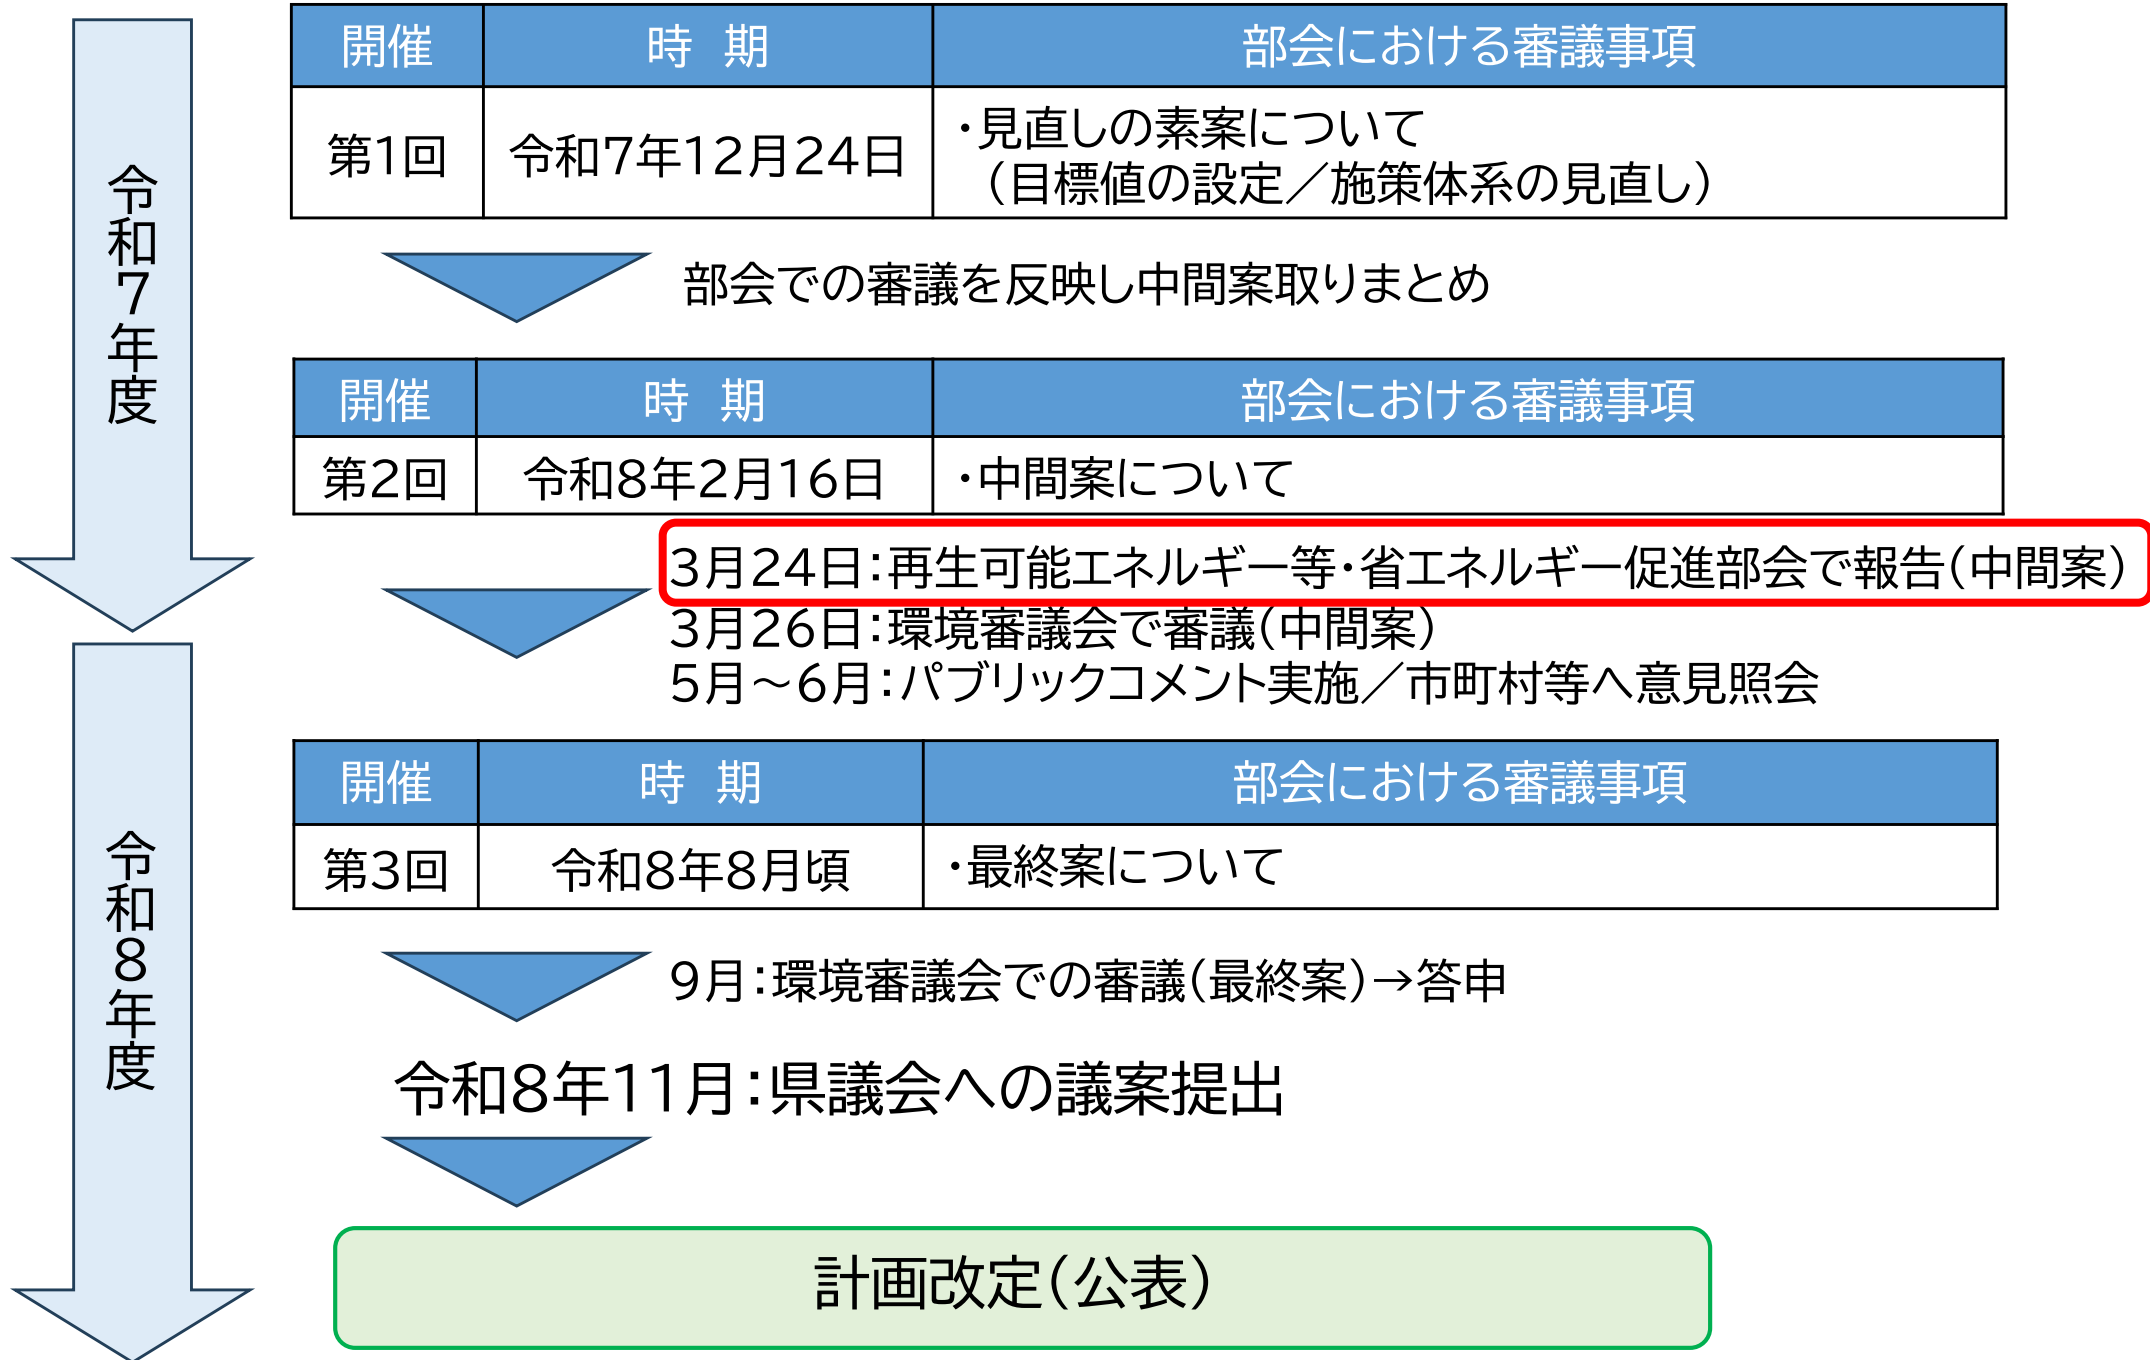 令和7年度
開催 時　期 部会における審議事項
第1回 令和7年12月24日 ・見直しの素案について
（目標値の設定／施策体系の見直し）
部会での審議を反映し中間案取りまとめ
開催 時　期 部会における審議事項
第2回 令和8年2月16日 ・中間案について
3月24日：再生可能エネルギー等・省エネルギー促進部会で報告（中間案）
3月26日：環境審議会で審議（中間案）
5月～6月：パブリックコメント実施／市町村等へ意見照会
令和8年度
開催 時　期 部会における審議事項
第3回 令和8年8月頃 ・最終案について
9月：環境審議会での審議（最終案）→答申
令和8年11月：県議会への議案提出
計画改定（公表）